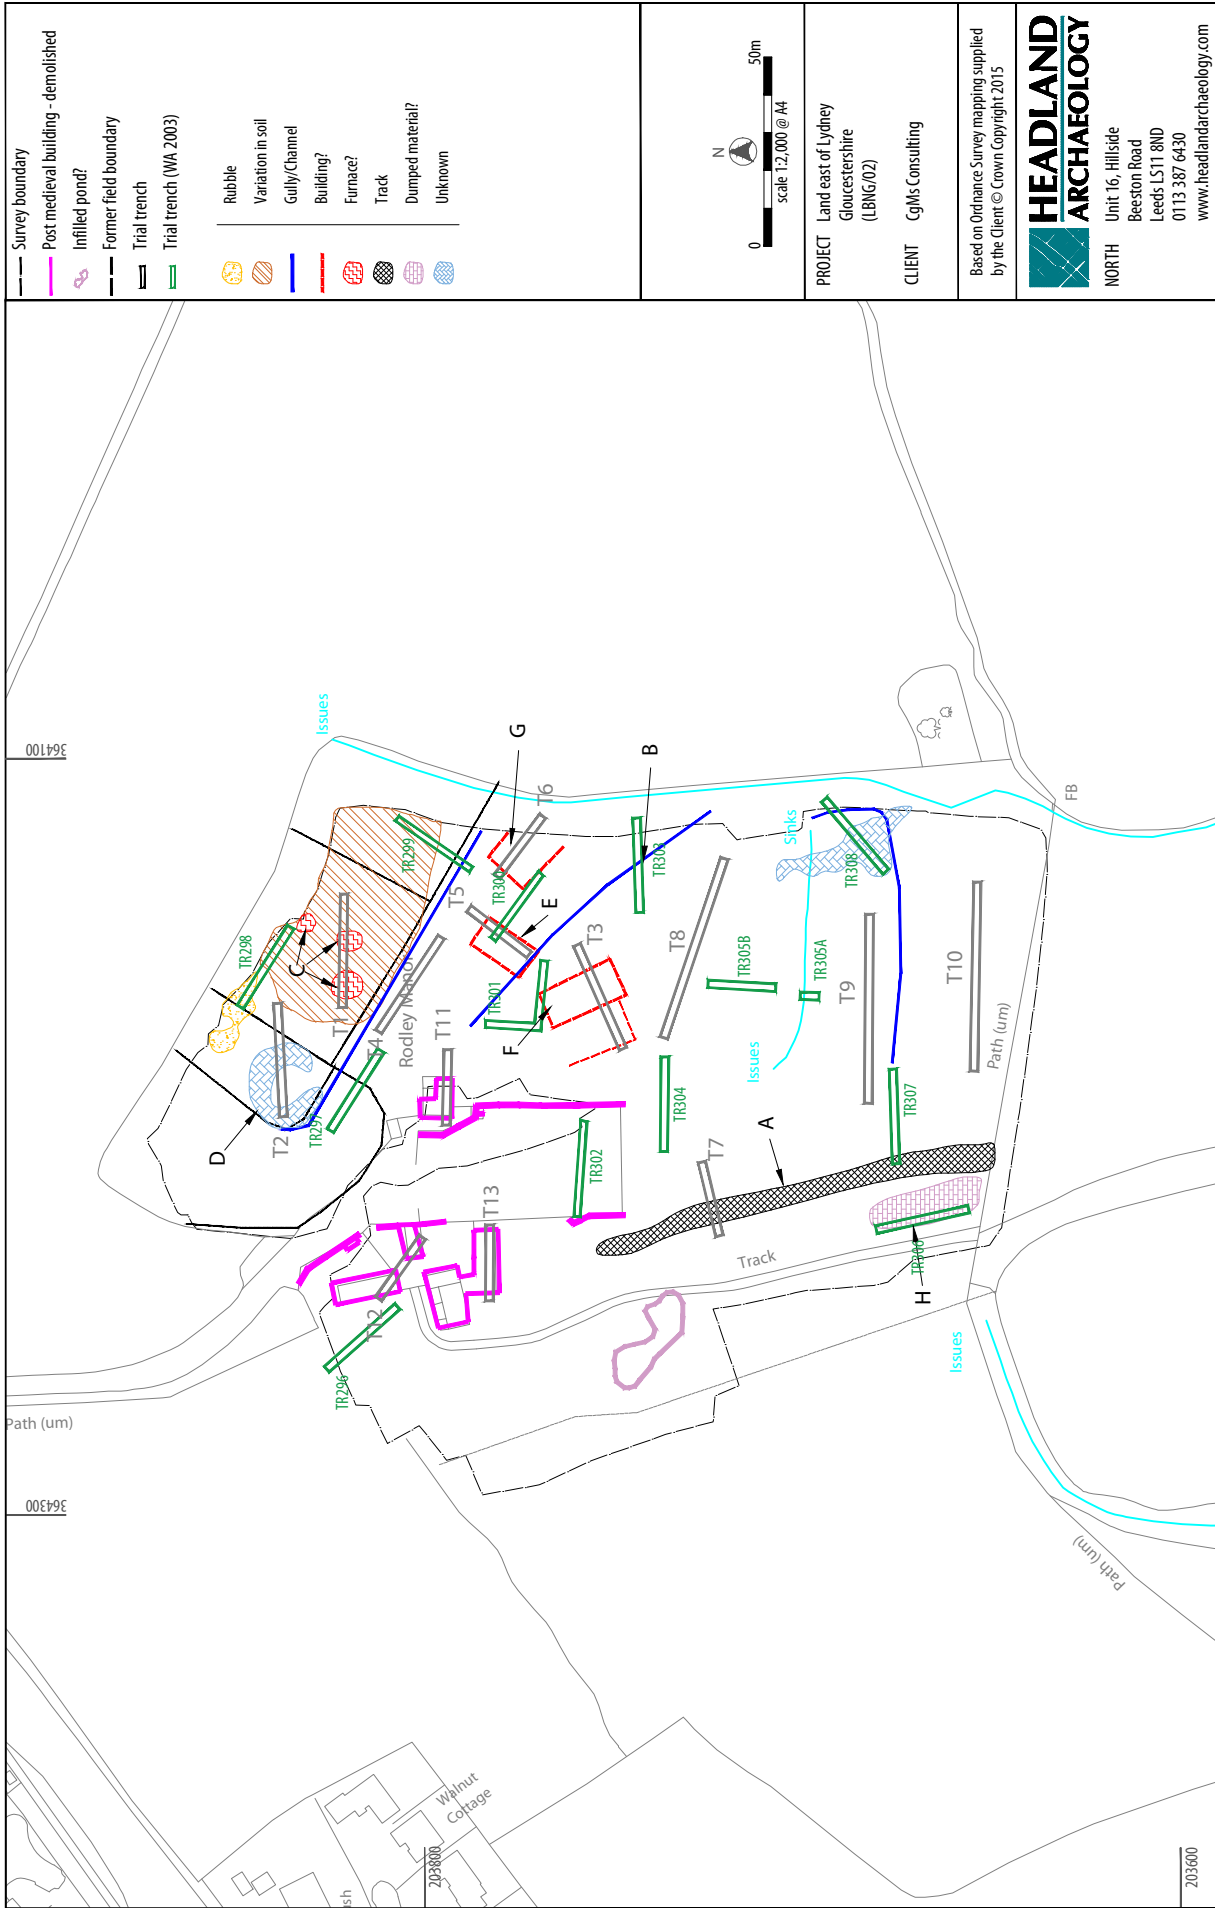 Survey boundary
Post medieval building - demolished
Infilled pond?
Former field boundary
Trial trench
Trial trench (WA 2003)
Rubble
Variation in soil
Gully/Channel
Building?
Furnace?
Track
Dumped material?
Unknown
N
0
50m
scale 1:2,000 @ A4
PROJECT
Land east of Lydney
Gloucestershire
(LBNG/02)
CLIENT
CgMs Consulting
Based on Ordnance Survey mapping supplied
by the Client © Crown Copyright 2015
HEADLAND
ARCHAEOLOGY
NORTH
Unit 16, Hillside
Beeston Road
Leeds LS11 8ND
0113 387 6430
www.headlandarchaeology.com
364100
364300
203800
203600
Issues
TR298
C
T1
TR299
T2
D
TR297
T4
Rodley Manor
T5
T11
TR300
G
T6
E
TR301
F
T3
B
TR303
T8
TR305B
TR305A
Sinks
TR308
T9
T10
Issues
TR304
TR302
T7
A
TR307
Path (um)
FB
T13
T12
TR296
Track
TR306
H
Issues
Path (um)
Path (um)
Walnut
Cottage
ush